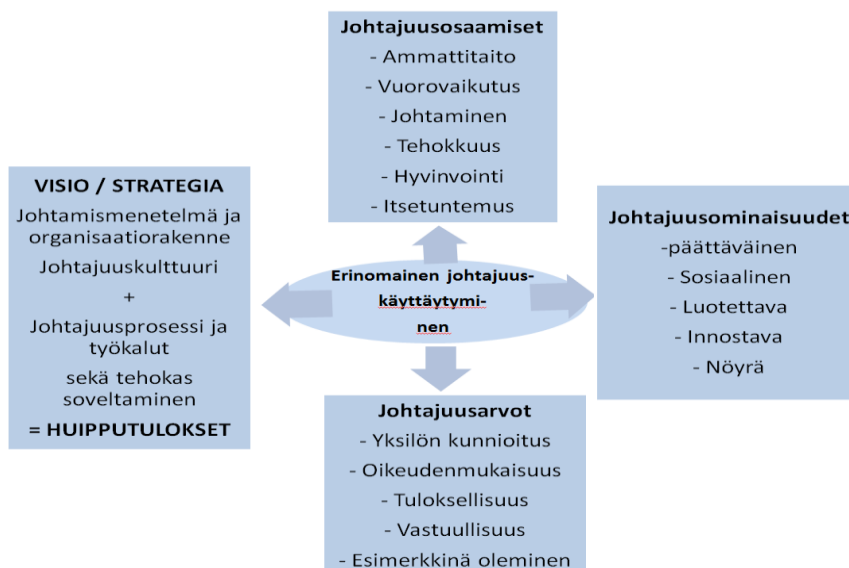 Johtajuusosaamiset
- Ammattitaito
- Vuorovaikutus
- Johtaminen
- Tehokkuus
- Hyvinvointi
- Itsetuntemus
VISIO / STRATEGIA
Johtamismenetelmä ja
organisaatiorakenne
Johtajuuskulttuuri
+
Johtajuusprosessi ja
työkalut
sekä tehokas
soveltaminen
= HUIPPUTULOKSET
Erinomainen johtajuus-
käyttäytymi-
nen
Johtajuusominaisuudet
-päättäväinen
- Sosiaalinen
- Luotettava
- Innostava
- Nöyrä
Johtajuusarvot
- Yksilön kunnioitus
- Oikeudenmukaisuus
- Tuloksellisuus
- Vastuullisuus
- Esimerkkinä oleminen